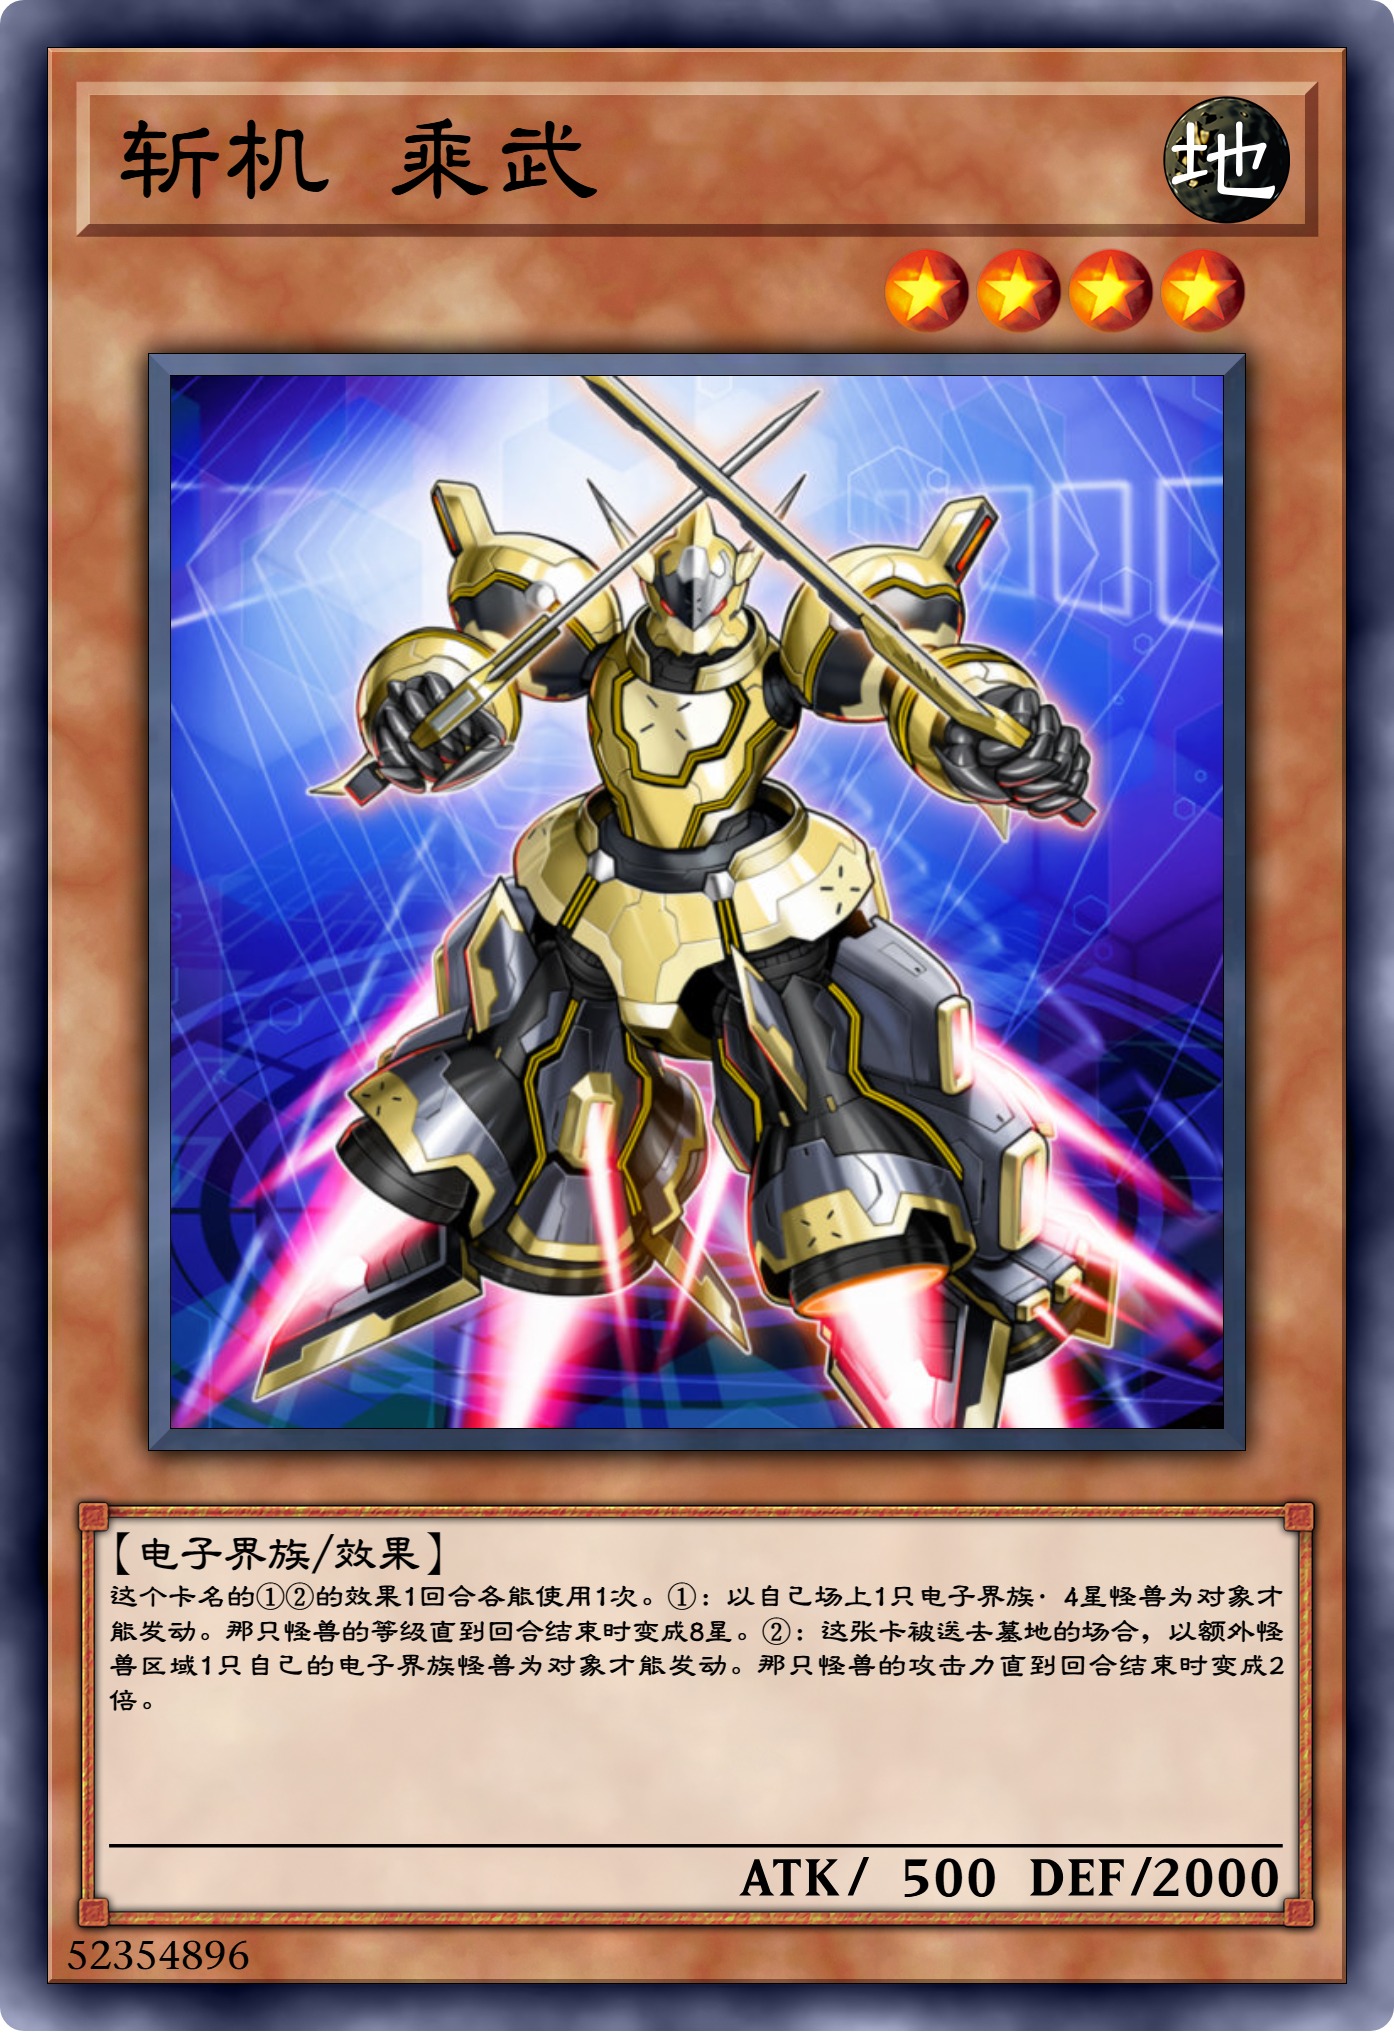 斩机 乘武
地
【电子界族/效果】
这个卡名的①②的效果1回合各能使用1次。①：以自己场上1只电子界族·4星怪兽为对象才
能发动。那只怪兽的等级直到回合结束时变成8星。②：这张卡被送去墓地的场合，以额外怪
兽区域1只自己的电子界族怪兽为对象才能发动。那只怪兽的攻击力直到回合结束时变成2
倍。
ATK/ 500 DEF/2000
52354896